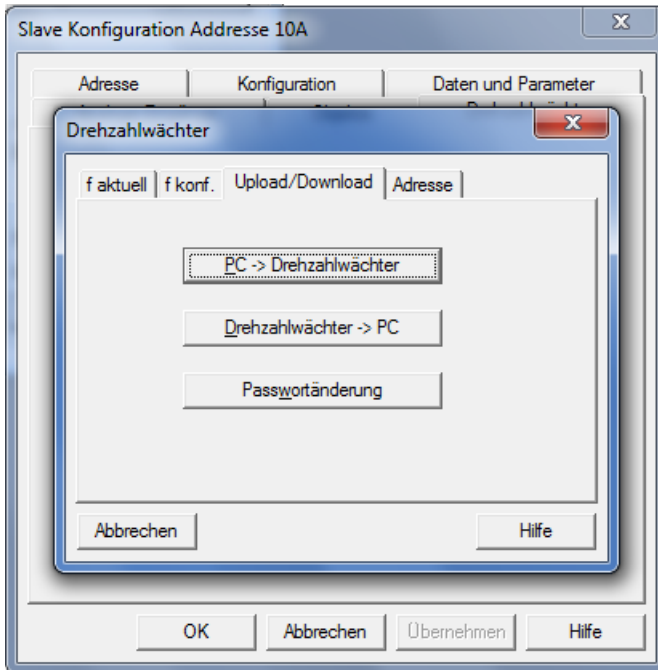 Slave Konfiguration Addresse 10A
Adresse
Konfiguration
Daten und Parameter
Drehzahlwächter
f aktuell
f konf.
Upload/Download
Adresse
PC -> Drehzahlwächter
Drehzahlwächter -> PC
Passwortänderung
Abbrechen
Hilfe
OK
Abbrechen
Übernehmen
Hilfe